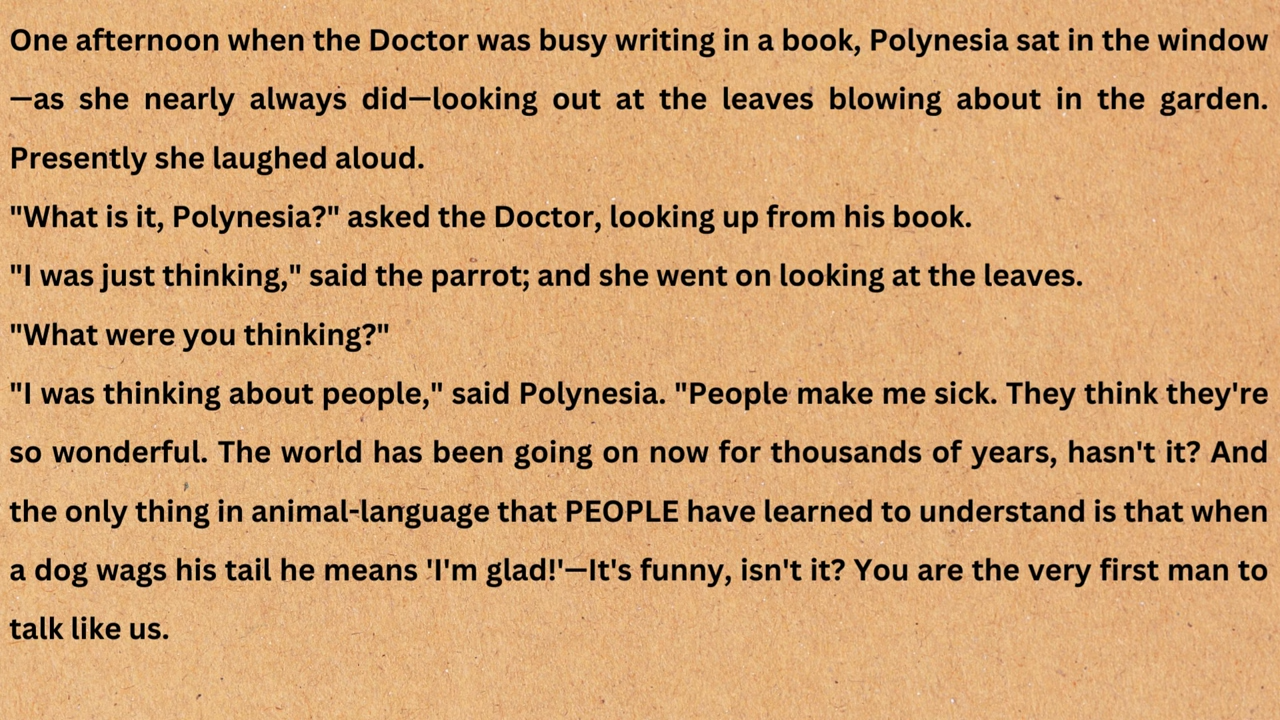 One afternoon when the Doctor was busy writing in a book, Polynesia sat in the window
—as she nearly always did—looking out at the leaves blowing about in the garden.
Presently she laughed aloud.
"What is it, Polynesia?" asked the Doctor, looking up from his book.
"I was just thinking," said the parrot; and she went on looking at the leaves.
"What were you thinking?"
"I was thinking about people," said Polynesia. "People make me sick. They think they're
so wonderful. The world has been going on now for thousands of years, hasn't it? And
the only thing in animal-language that PEOPLE have learned to understand is that when
a dog wags his tail he means 'I'm glad!'—It's funny, isn't it? You are the very first man to
talk like us.